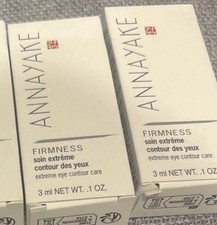 ANNAYAKE
FIRMNESS
soin extrême
contour des yeux
extreme eye contour care
3 ml NET WT. .1 OZ.
ANNAYAKE
FIRMNESS
soin extrême
contour des yeux
extreme eye contour care
3 ml NET WT. .1 OZ.